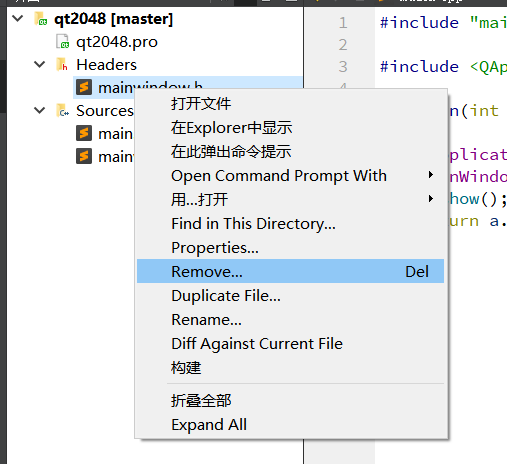 qt2048 [master]
qt2048.pro
Headers
mainwindow.h
Sources
main
main
打开文件
在Explorer中显示
在此弹出命令提示
Open Command Prompt With
用...打开
Find in This Directory...
Properties...
Remove... Del
Duplicate File...
Rename...
Diff Against Current File
构建
折叠全部
Expand All
1 #include "mai
2
3 #include <QAp
4
n(int
plicat
nWindo
how();
urn a.